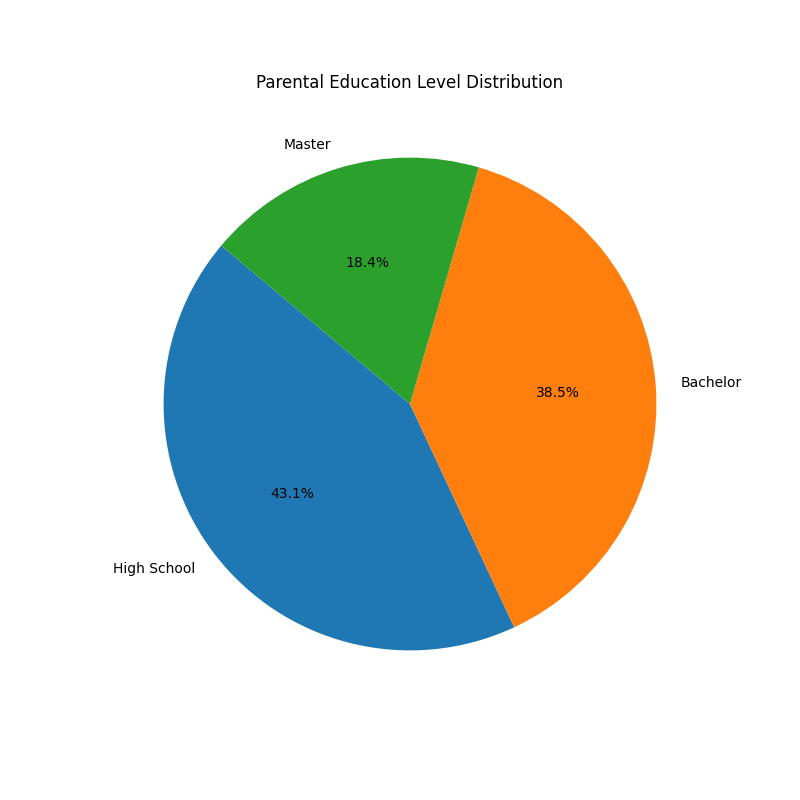 Parental Education Level Distribution
Master
18.4%
Bachelor
38.5%
43.1%
High School